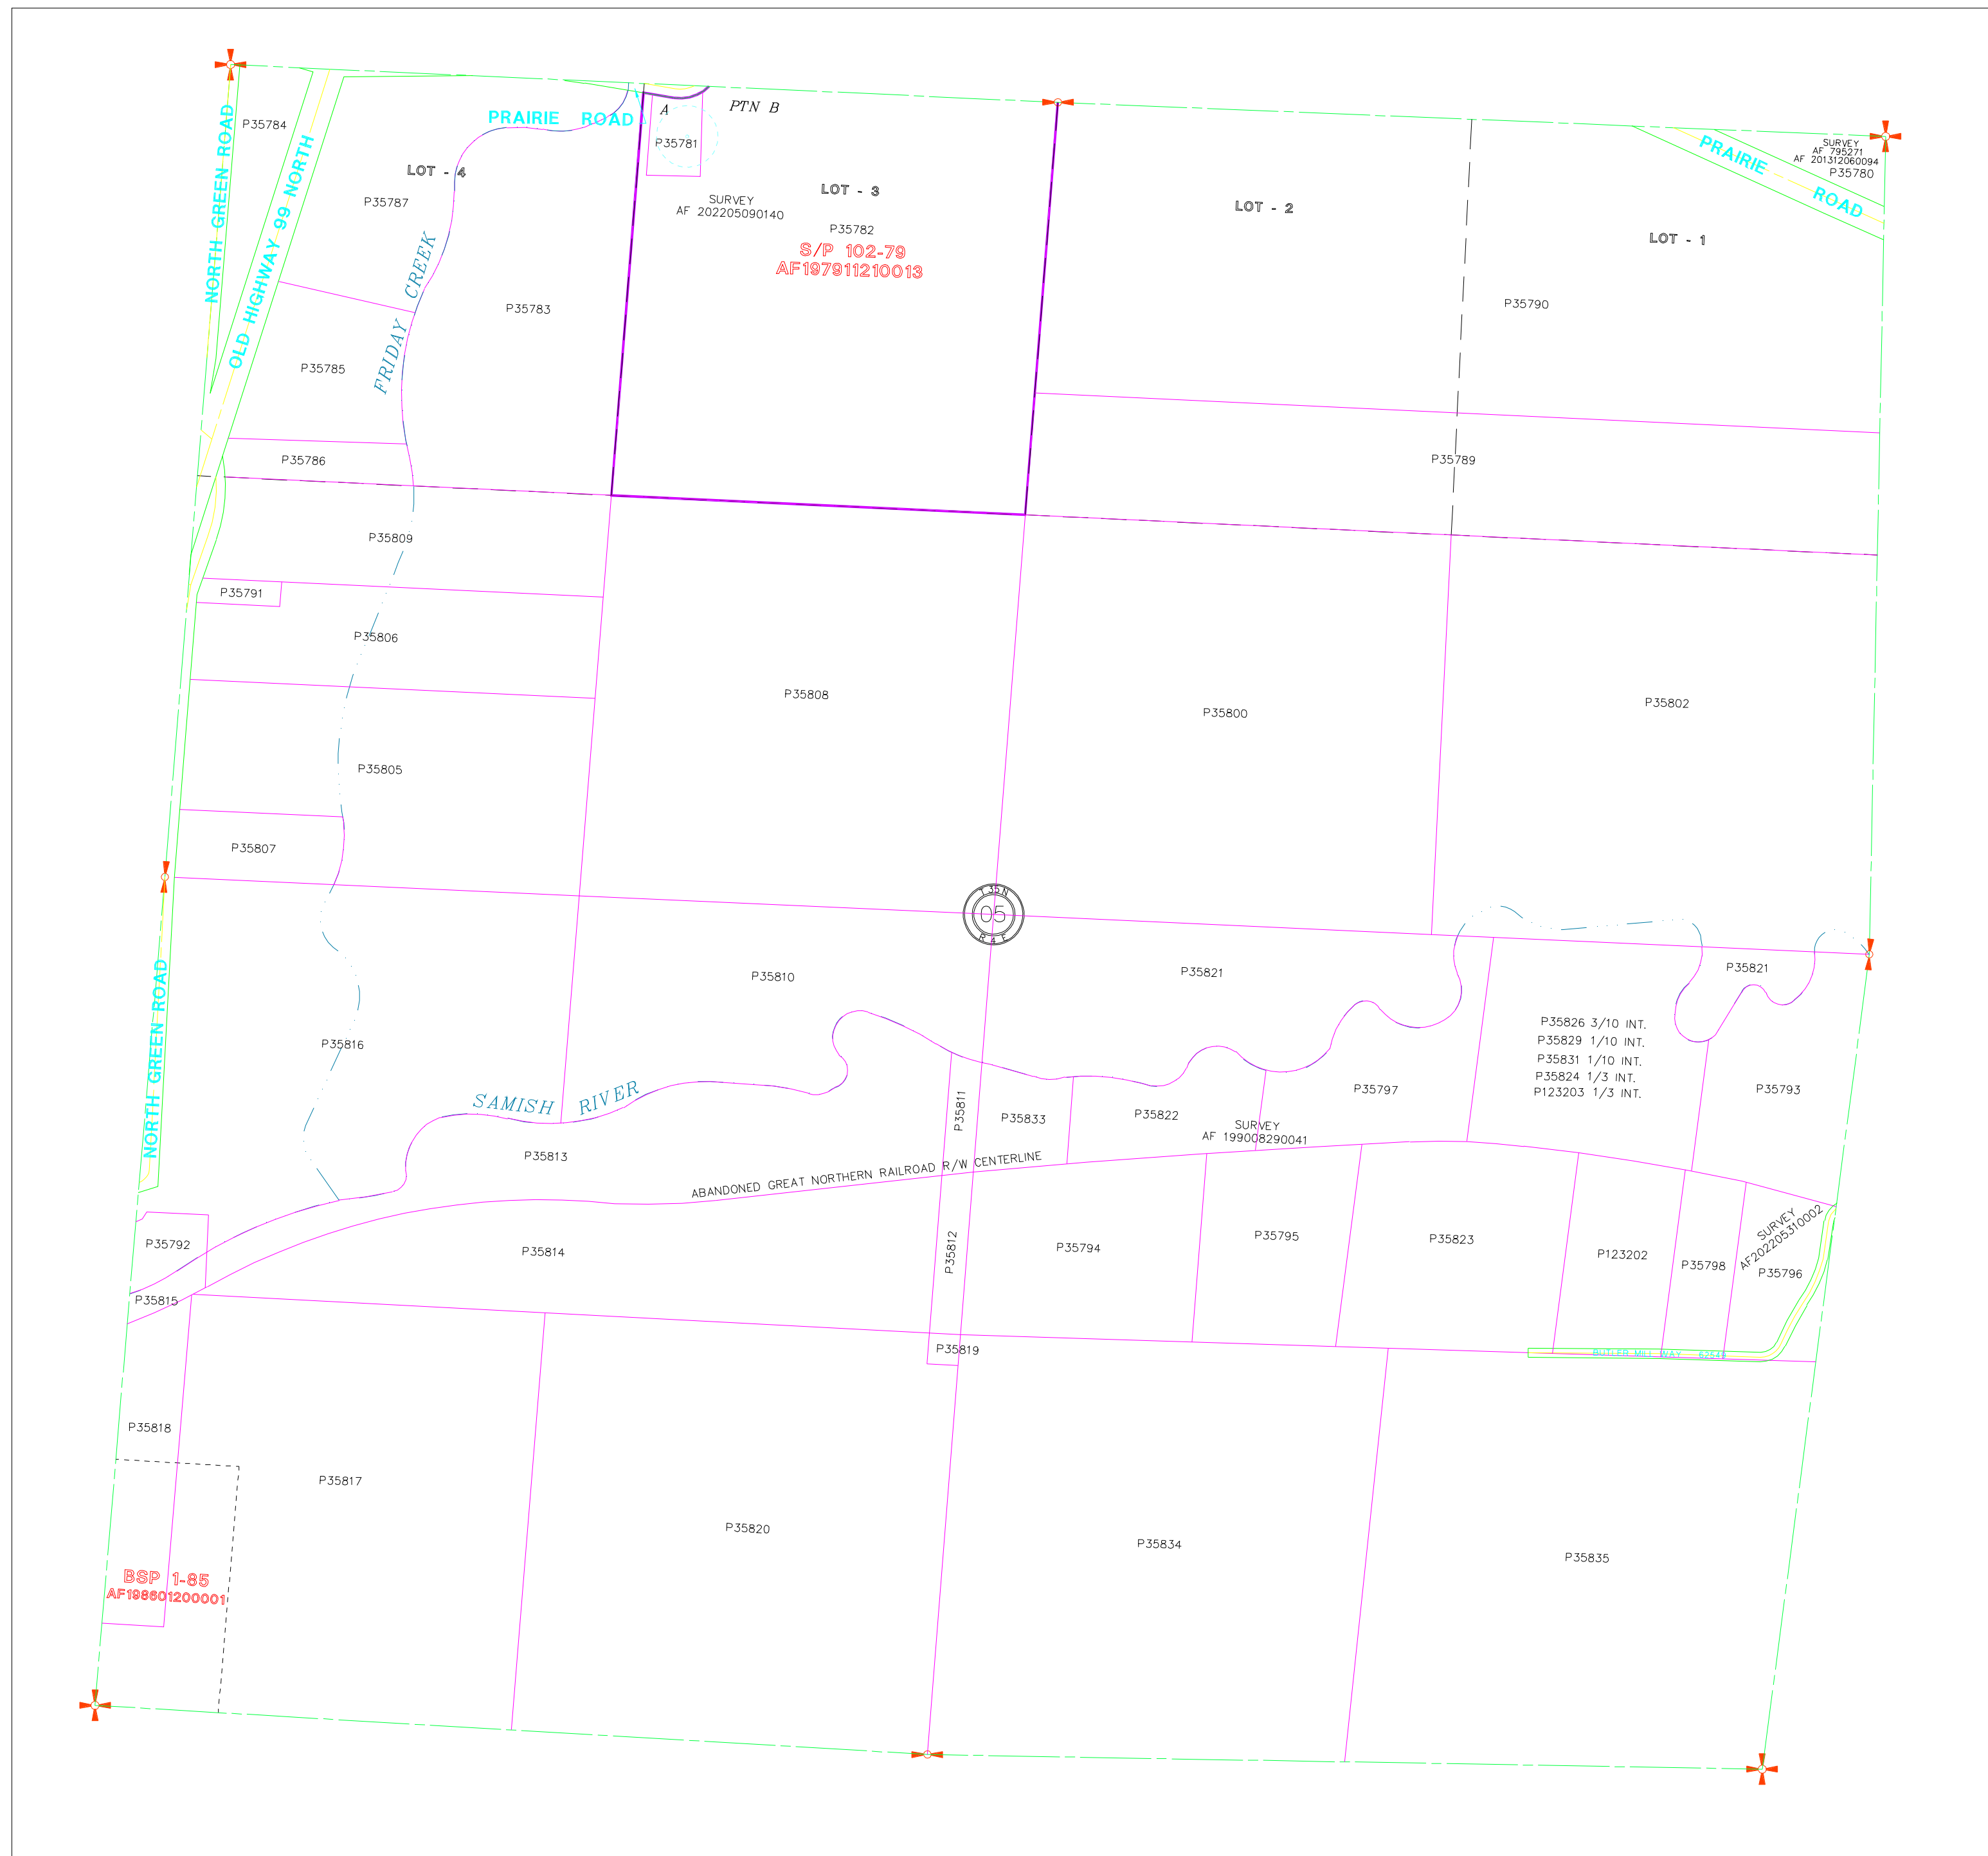 P35784
NORTH GREEN ROAD
OLD HIGHWAY 99 NORTH
PRAIRIE ROAD
LOT - 4
P35787
FRIDAY CREEK
P35783
P35785
P35786
A
PTN B
P35781
SURVEY
AF 202205090140
LOT - 3
P35782
S/P 102-79
AF197911210013
LOT - 2
LOT - 1
P35790
PRAIRIE ROAD
SURVEY
AF 795271
AF 201312060094
P35780
P35789
P35809
P35791
P35806
P35805
P35807
P35808
P35800
P35802
T 35 N
05
R 4 E
NORTH GREEN ROAD
P35816
P35810
P35821
P35821
P35826 3/10 INT.
P35829 1/10 INT.
P35831 1/10 INT.
P35824 1/3 INT.
P123203 1/3 INT.
P35793
SAMISH RIVER
P35811
P35833
P35822
P35797
SURVEY
AF 199008290041
P35813
ABANDONED GREAT NORTHERN RAILROAD R/W CENTERLINE
P35792
P35814
P35812
P35794
P35795
P35823
P123202
P35798
SURVEY
AF202205310002
P35796
P35815
P35819
BUTLER MILL WAY 62549
P35818
P35817
P35820
P35834
P35835
BSP 1-85
AF198601200001